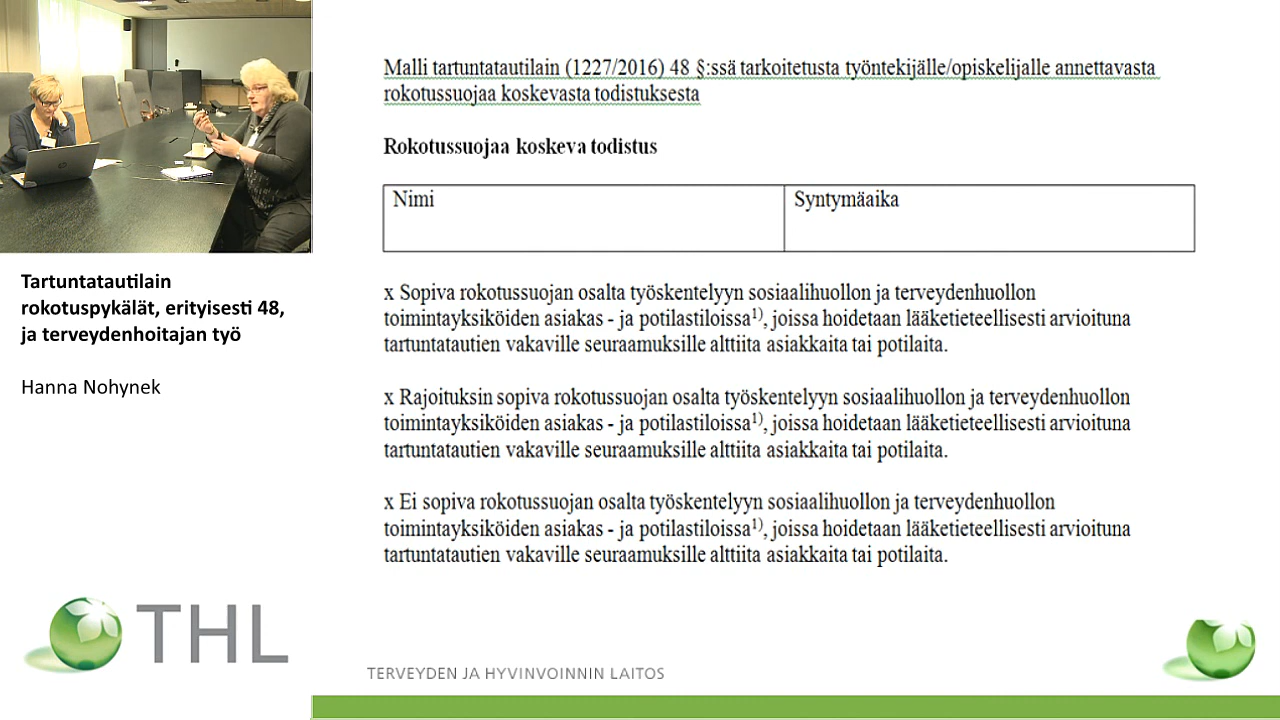 Malli tartuntatautilain (1227/2016) 48 §:ssä tarkoitetusta työntekijälle/opiskelijalle annettavasta
rokotussuojaa koskevasta todistuksesta
Rokotussuojaa koskeva todistus
Nimi
Syntymäaika
x Sopiva rokotussuojan osalta työskentelyyn sosiaalihuollon ja terveydenhuollon
toimintayksiköiden asiakas - ja potilastiloissa¹⁾, joissa hoidetaan lääketieteellisesti arvioituna
tartuntatautien vakaville seuraamuksille alttiita asiakkaita tai potilaita.
x Rajoituksin sopiva rokotussuojan osalta työskentelyyn sosiaalihuollon ja terveydenhuollon
toimintayksiköiden asiakas - ja potilastiloissa¹⁾, joissa hoidetaan lääketieteellisesti arvioituna
tartuntatautien vakaville seuraamuksille alttiita asiakkaita tai potilaita.
x Ei sopiva rokotussuojan osalta työskentelyyn sosiaalihuollon ja terveydenhuollon
toimintayksiköiden asiakas - ja potilastiloissa¹⁾, joissa hoidetaan lääketieteellisesti arvioituna
tartuntatautien vakaville seuraamuksille alttiita asiakkaita tai potilaita.
Tartuntatautilain
rokotuspykälät, erityisesti 48,
ja terveydenhoitajan työ
Hanna Nohynek
THL
TERVEYDEN JA HYVINVOINNIN LAITOS